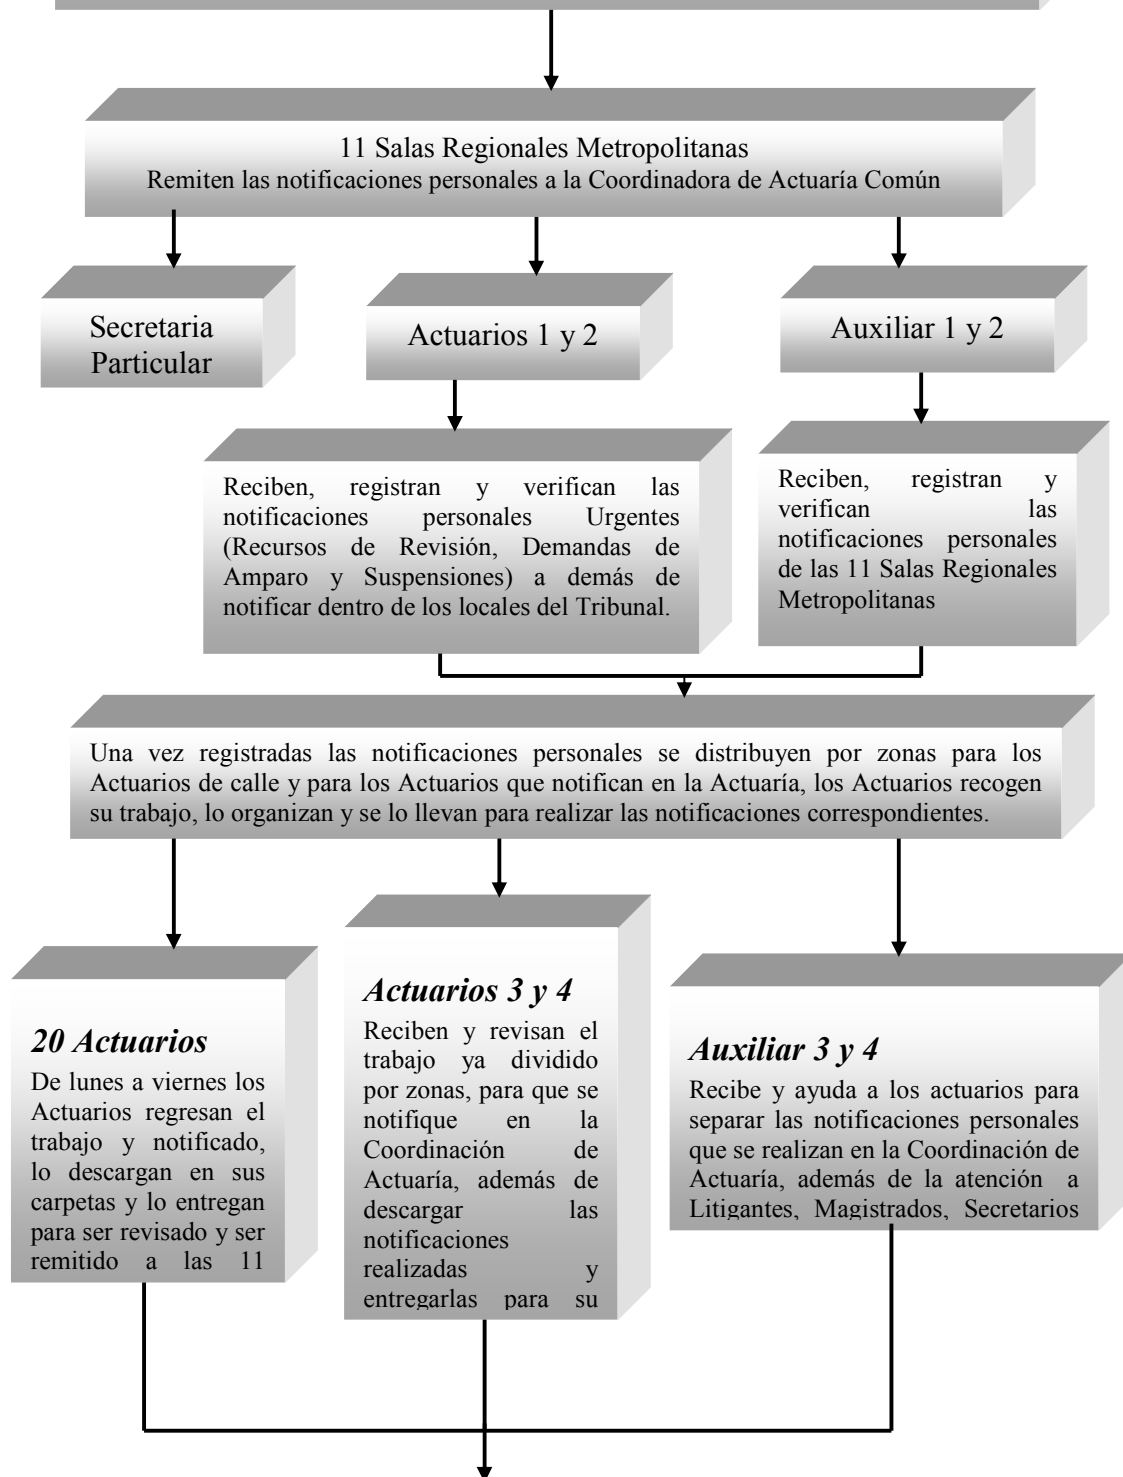 11 Salas Regionales Metropolitanas
Remiten las notificaciones personales a la Coordinadora de Actuaría Común
Secretaria
Particular
Actuarios 1 y 2
Auxiliar 1 y 2
Reciben, registran y verifican las
notificaciones personales Urgentes
(Recursos de Revisión, Demandas de
Amparo y Suspensiones) a demás de
notificar dentro de los locales del Tribunal.
Reciben, registran y
verifican las
notificaciones personales
de las 11 Salas Regionales
Metropolitanas
Una vez registradas las notificaciones personales se distribuyen por zonas para los
Actuarios de calle y para los Actuarios que notifican en la Actuaría, los Actuarios recogen
su trabajo, lo organizan y se lo llevan para realizar las notificaciones correspondientes.
20 Actuarios
De lunes a viernes los
Actuarios regresan el
trabajo y notificado,
lo descargan en sus
carpetas y lo entregan
para ser revisado y ser
remitido a las 11
Actuarios 3 y 4
Reciben y revisan el
trabajo ya dividido
por zonas, para que se
notifique en la
Coordinación de
Actuaría, además de
descargar las
notificaciones
realizadas y
entregarlas para su
Auxiliar 3 y 4
Recibe y ayuda a los actuarios para
separar las notificaciones personales
que se realizan en la Coordinación de
Actuaría, además de la atención a
Litigantes, Magistrados, Secretarios